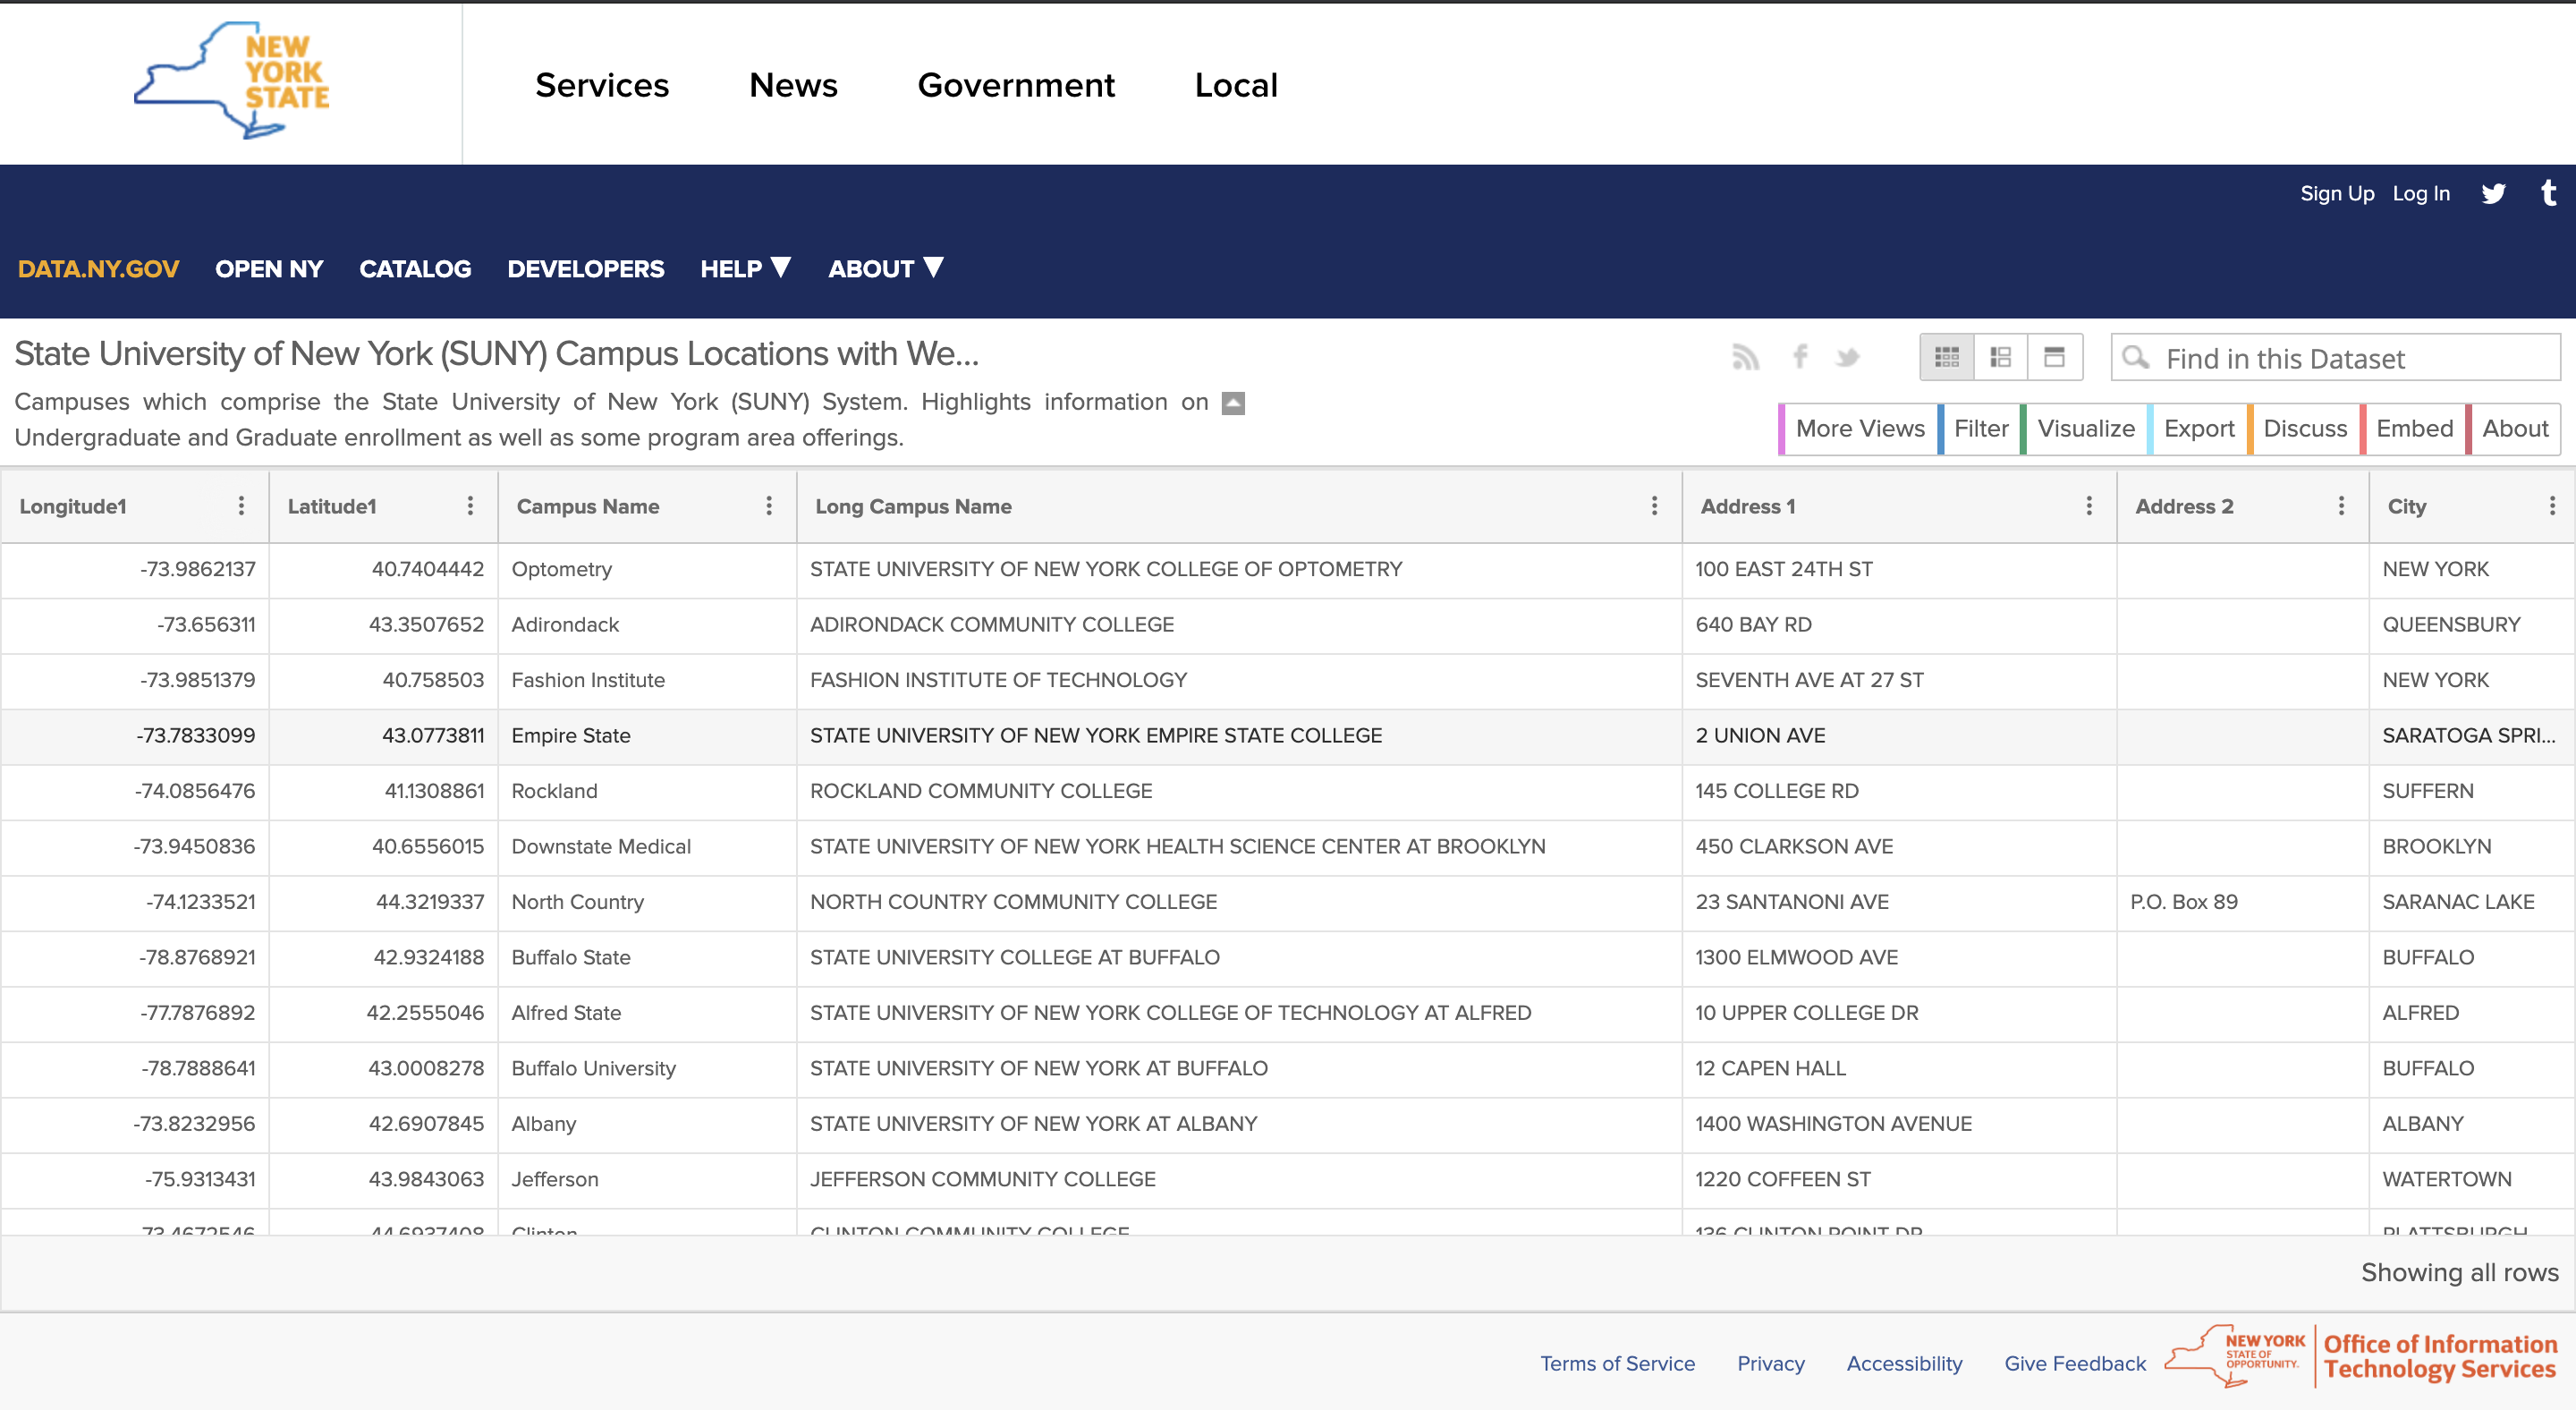 NEW
YORK
STATE
Services News Government Local
Sign Up Log In
DATA.NY.GOV OPEN NY CATALOG DEVELOPERS HELP ABOUT
State University of New York (SUNY) Campus Locations with We...
Find in this Dataset
Campuses which comprise the State University of New York (SUNY) System. Highlights information on
Undergraduate and Graduate enrollment as well as some program area offerings.
More Views Filter Visualize Export Discuss Embed About
Longitude1 Latitude1 Campus Name Long Campus Name Address 1 Address 2 City
-73.9862137 40.7404442 Optometry STATE UNIVERSITY OF NEW YORK COLLEGE OF OPTOMETRY 100 EAST 24TH ST NEW YORK
-73.656311 43.3507652 Adirondack ADIRONDACK COMMUNITY COLLEGE 640 BAY RD QUEENSBURY
-73.9851379 40.758503 Fashion Institute FASHION INSTITUTE OF TECHNOLOGY SEVENTH AVE AT 27 ST NEW YORK
-73.7833099 43.0773811 Empire State STATE UNIVERSITY OF NEW YORK EMPIRE STATE COLLEGE 2 UNION AVE SARATOGA SPRI...
-74.0856476 41.1308861 Rockland ROCKLAND COMMUNITY COLLEGE 145 COLLEGE RD SUFFERN
-73.9450836 40.6556015 Downstate Medical STATE UNIVERSITY OF NEW YORK HEALTH SCIENCE CENTER AT BROOKLYN 450 CLARKSON AVE BROOKLYN
-74.1233521 44.3219337 North Country NORTH COUNTRY COMMUNITY COLLEGE 23 SANTANONI AVE P.O. Box 89 SARANAC LAKE
-78.8768921 42.9324188 Buffalo State STATE UNIVERSITY COLLEGE AT BUFFALO 1300 ELMWOOD AVE BUFFALO
-77.7876892 42.2555046 Alfred State STATE UNIVERSITY OF NEW YORK COLLEGE OF TECHNOLOGY AT ALFRED 10 UPPER COLLEGE DR ALFRED
-78.7888641 43.0008278 Buffalo University STATE UNIVERSITY OF NEW YORK AT BUFFALO 12 CAPEN HALL BUFFALO
-73.8232956 42.6907845 Albany STATE UNIVERSITY OF NEW YORK AT ALBANY 1400 WASHINGTON AVENUE ALBANY
-75.9313431 43.9843063 Jefferson JEFFERSON COMMUNITY COLLEGE 1220 COFFEEN ST WATERTOWN
Clinton CLINTON COMMUNITY COLLEGE 136 CLINTON POINT DR PLATTSBURGH
Showing all rows
Terms of Service Privacy Accessibility Give Feedback
NEW YORK
STATE OF
OPPORTUNITY.
Office of Information
Technology Services